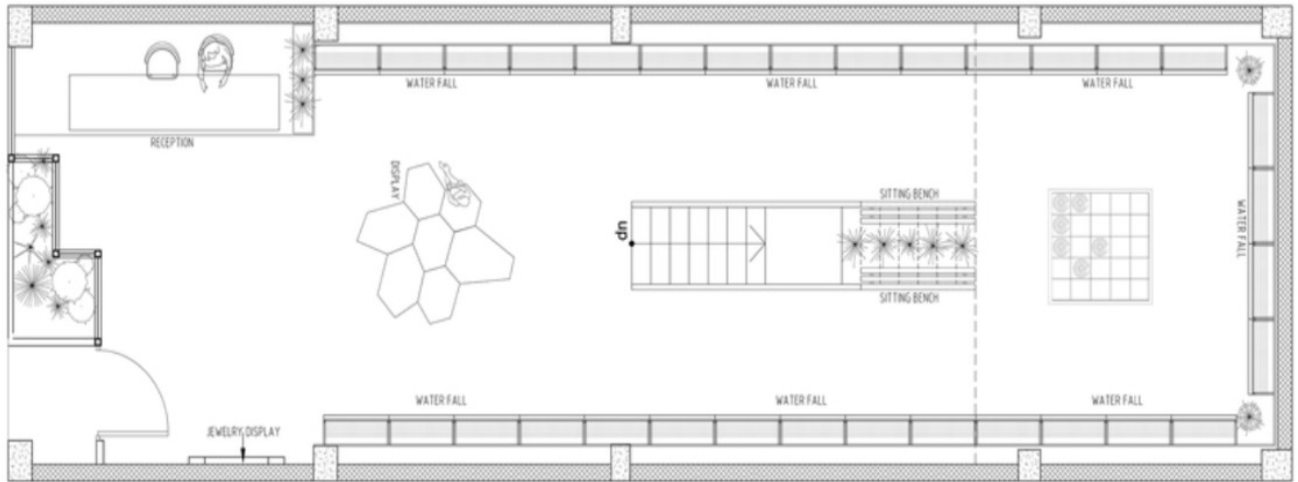 WATER FALL
WATER FALL
WATER FALL
RECEPTION
DISPLAY
SITTING BENCH
WATER FALL
dn
SITTING BENCH
WATER FALL
WATER FALL
WATER FALL
JEWELRY DISPLAY